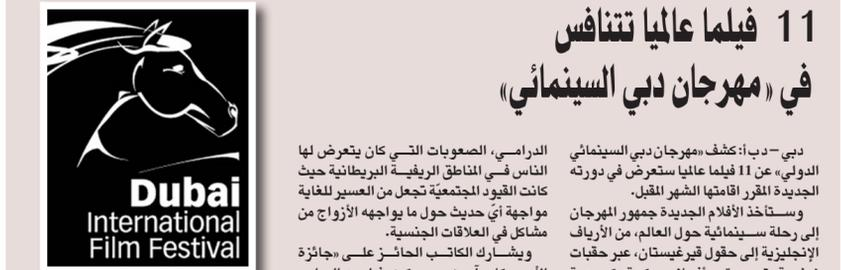 11 فيلما عالميا تتنافس
في «مهرجان دبي السينمائي»
دبي – د ب أ: كشف «مهرجان دبي السينمائي
الدولي» عن 11 فيلما عالميا ستعرض في دورته
الجديدة المقرر اقامتها الشهر المقبل.
وستأخذ الأفلام الجديدة جمهور المهرجان
إلى رحلة سينمائية حول العالم، من الأرياف
الإنجليزية إلى حقول قيرغيستان، عبر حقبات
الدرامي، الصعوبات التي كان يتعرض لها
الناس في المناطق الريفية البريطانية حيث
كانت القيود المجتمعيّة تجعل من العسير للغاية
مواجهة أيّ حديث حول ما يواجهه الأزواج من
مشاكل في العلاقات الجنسية.
ويشارك الكاتب الحائز على «جائزة
Dubai
International
Film Festival